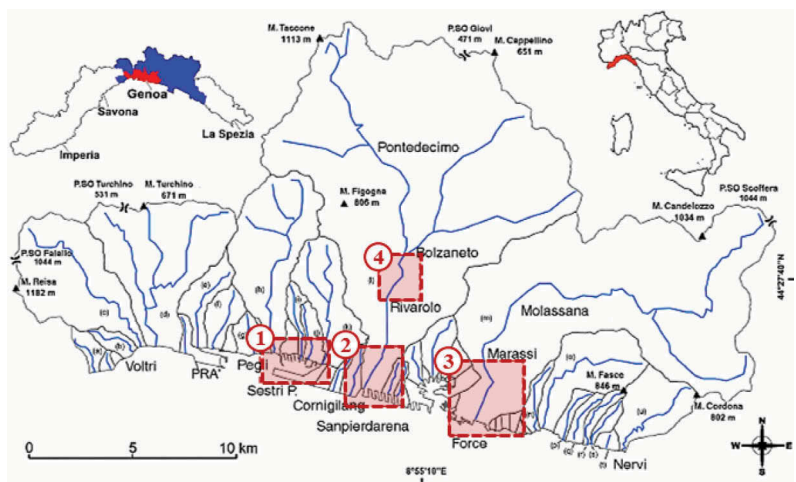 M. Taccone
1113 m
P.SO Giovi
471 m
M. Cappellino
651 m
Genoa
Savona
La Spezia
Imperia
Pontedecimo
P.SO Turchino
531 m
M. Turchino
671 m
M. Figogna
805 m
P.SO Scoffera
1044 m
M. Candelozzo
1034 m
P.SO Faiallo
1044 m
M. Reisa
1182 m
Bolzaneto
Rivarolo
Molassana
Marassi
44°27'40"N
4
1
2
3
(a)
(b)
(c)
(d)
(e)
(f)
(h)
(l)
(m)
(o)
Voltri
PRA'
Pegli
Sestri P.
Cornigliang
Sanpierdarena
Force
M. Fasce
846 m
M. Cordona
802 m
(p)
(q)
(r)
(s)
(t)
(u)
Nervi
0
5
10 km
8°55'10"E
N
W
E
S